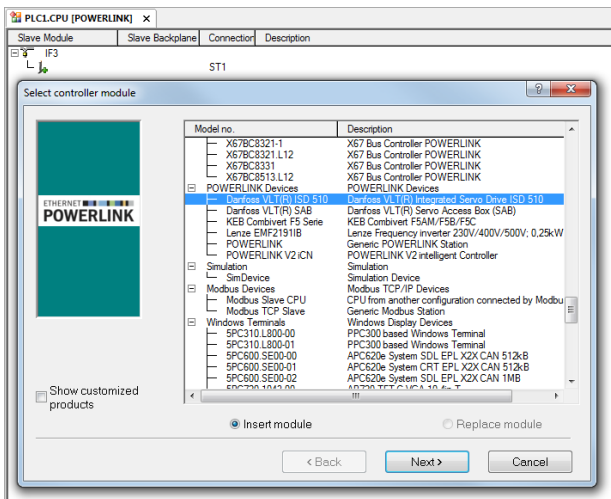 PLC1.CPU [POWERLINK] ×
Slave Module Slave Backplane Connection Description
IF3
ST1
Select controller module
ETHERNET
POWERLINK
Model no. Description
X67BC8321-1 X67 Bus Controller POWERLINK
X67BC8321.L12 X67 Bus Controller POWERLINK
X67BC8331 X67 Bus Controller POWERLINK
X67BC8513.L12 X67 Bus Controller POWERLINK
POWERLINK Devices POWERLINK Devices
Danfoss VLT(R) ISD 510 Danfoss VLT(R) Integrated Servo Drive ISD 510
Danfoss VLT(R) SAB Danfoss VLT(R) Servo Access Box (SAB)
KEB Combivert F5 Serie KEB Combivert F5AM/F5B/F5C
Lenze EMF2191IB Lenze Frequency inverter 230V/400V/500V; 0,25kW
POWERLINK Generic POWERLINK Station
POWERLINK V2 iCN POWERLINK V2 intelligent Controller
Simulation Simulation
SimDevice Simulation Device
Modbus Devices Modbus TCP/IP Devices
Modbus Slave CPU CPU from another configuration connected by Modbu
Modbus TCP Slave Generic Modbus Station
Windows Terminals Windows Display Devices
5PC310.L800-00 PPC300 based Windows Terminal
5PC310.L800-01 PPC300 based Windows Terminal
5PC600.SE00-00 APC620e System SDL EPL X2X CAN 512kB
5PC600.SE00-01 APC620e System CRT EPL X2X CAN 512kB
5PC600.SE00-02 APC620e System SDL EPL X2X CAN 1MB
Show customized
products
Insert module Replace module
< Back Next > Cancel